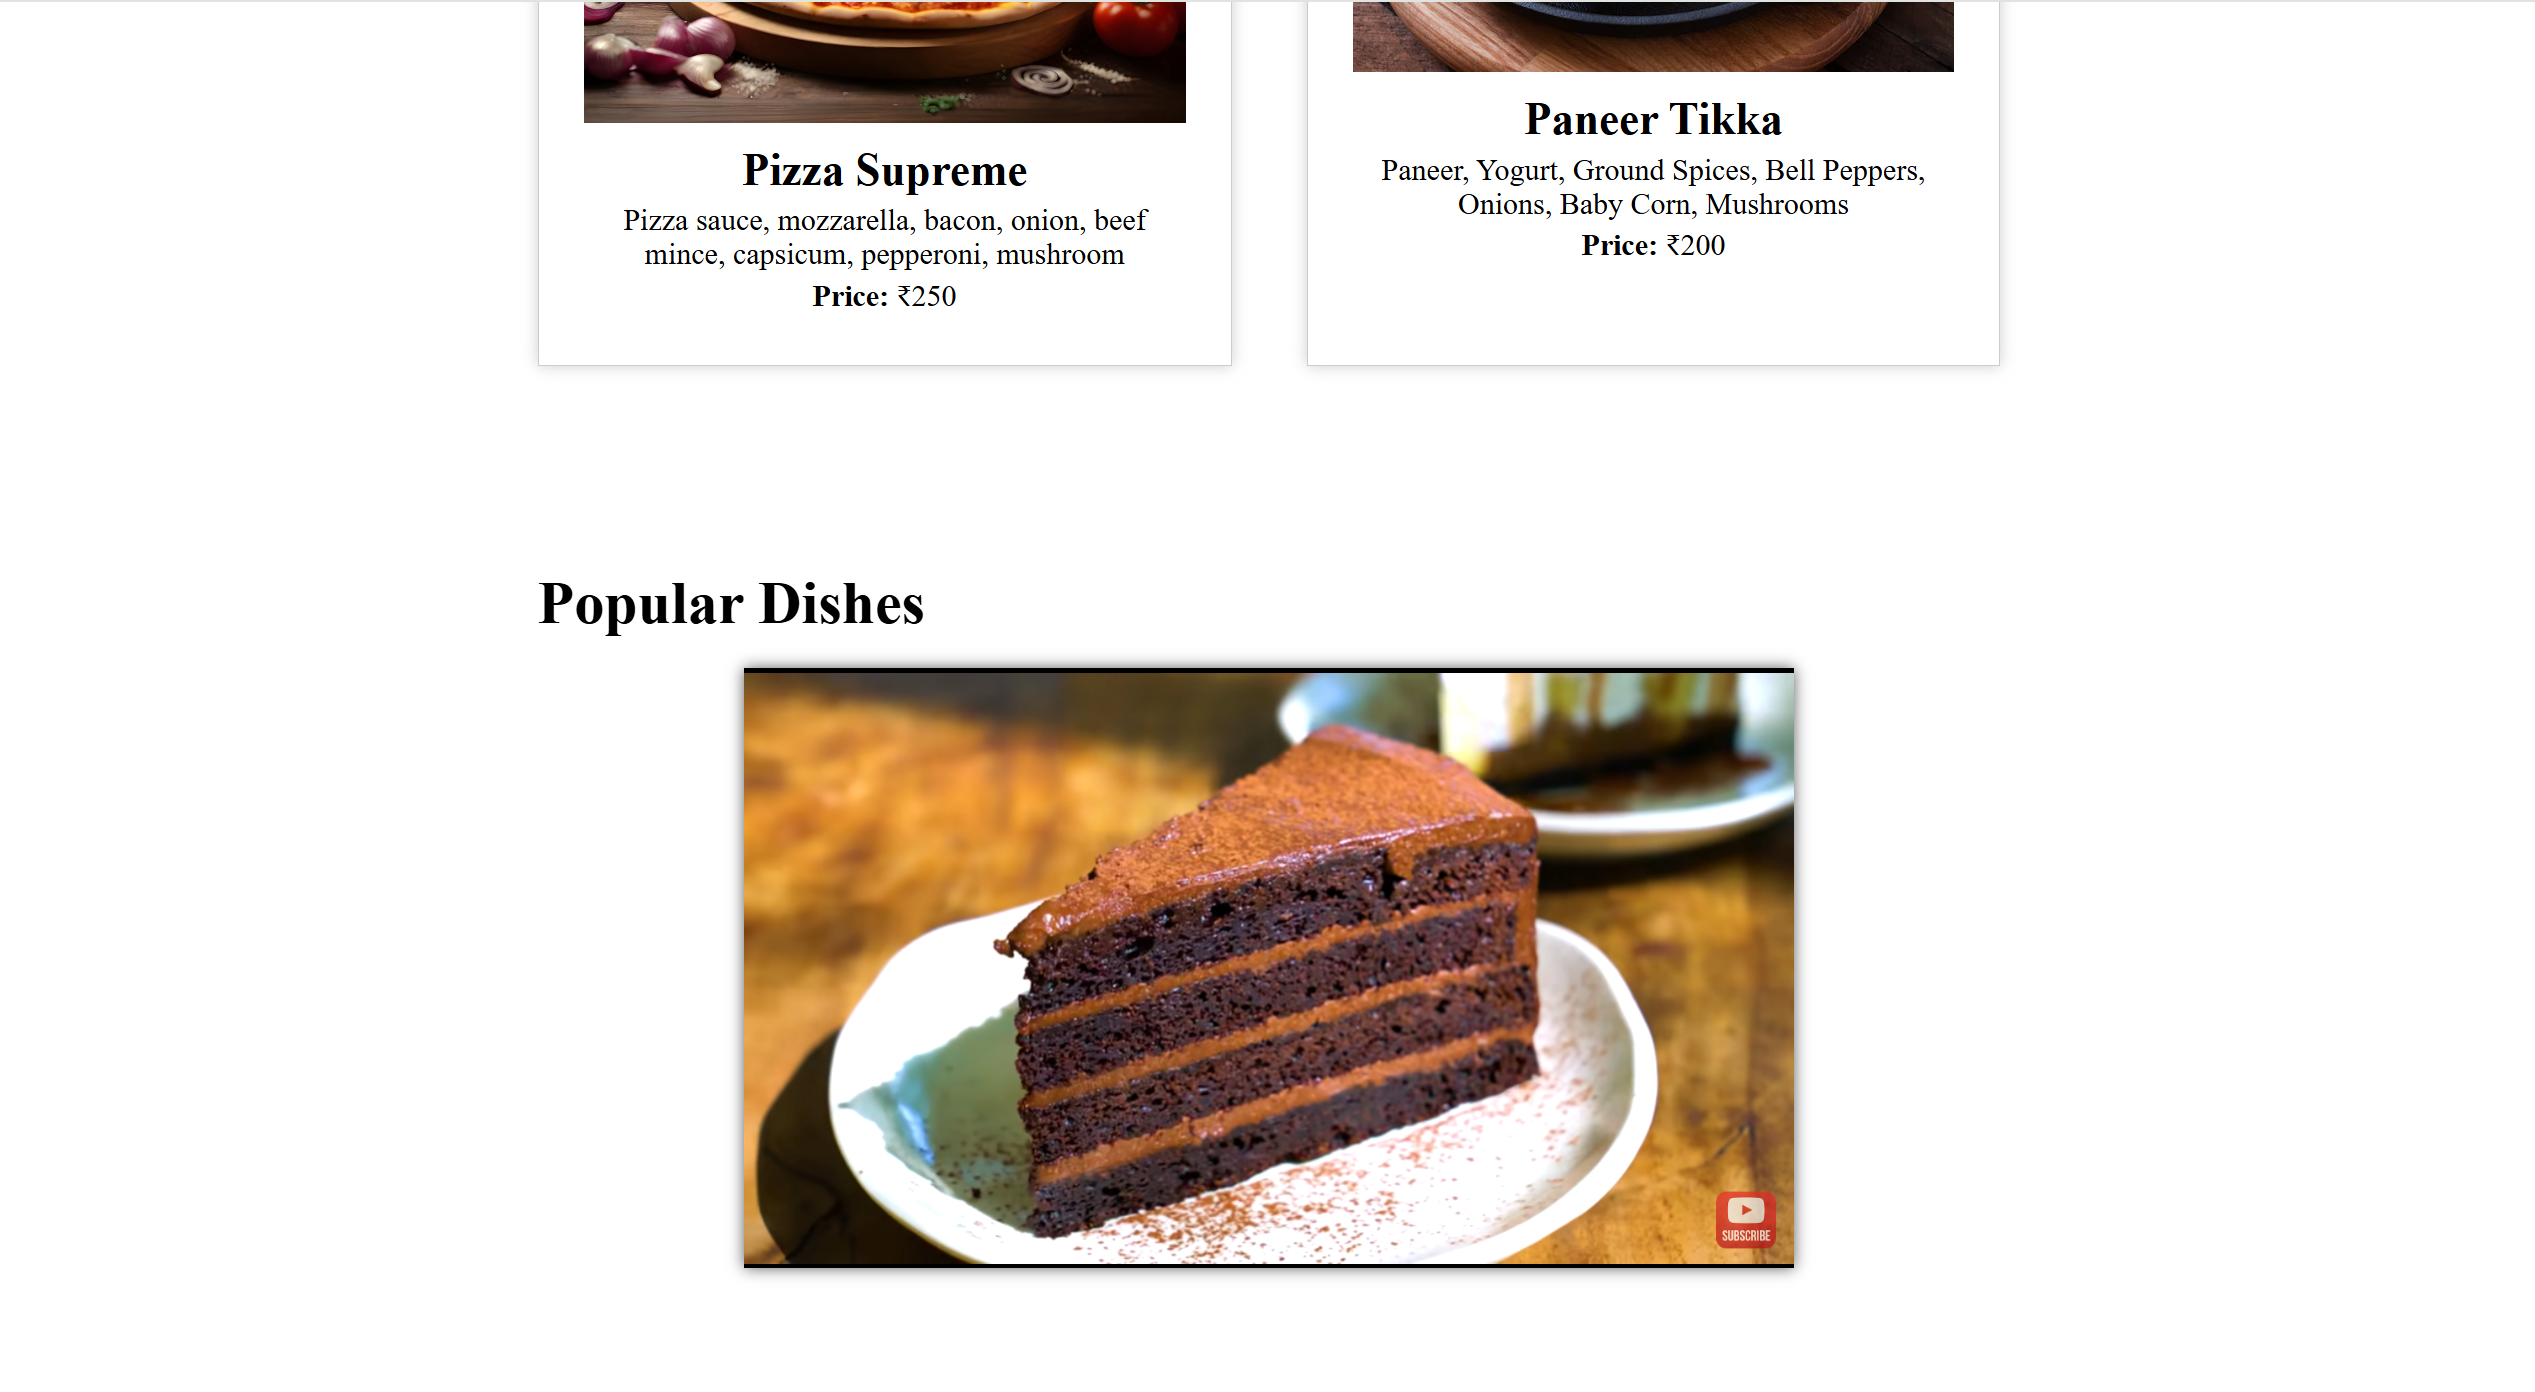 Pizza Supreme
Pizza sauce, mozzarella, bacon, onion, beef
mince, capsicum, pepperoni, mushroom
Price: ₹250
Paneer Tikka
Paneer, Yogurt, Ground Spices, Bell Peppers,
Onions, Baby Corn, Mushrooms
Price: ₹200
Popular Dishes
SUBSCRIBE